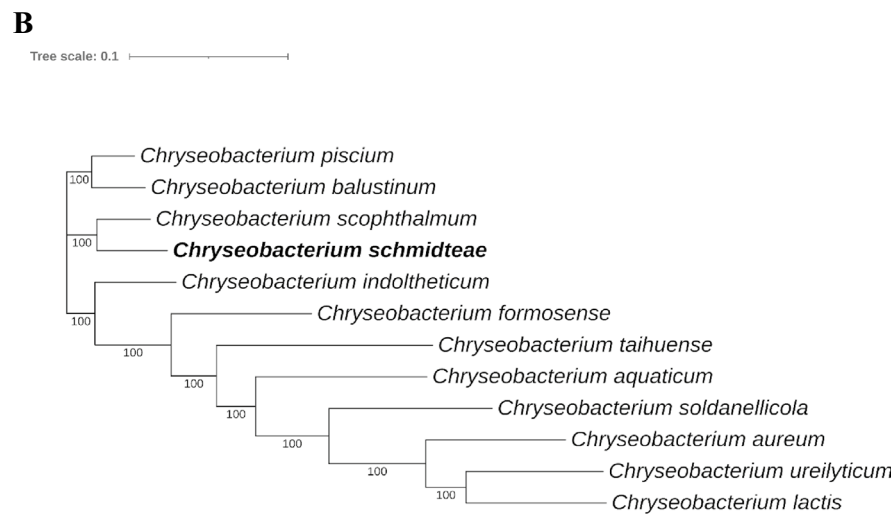 B
Tree scale: 0.1
Chryseobacterium piscium
100
Chryseobacterium balustinum
Chryseobacterium scophthalmum
100
Chryseobacterium schmidteae
Chryseobacterium indoltheticum
Chryseobacterium formosense
100
Chryseobacterium taihuense
100
Chryseobacterium aquaticum
100
Chryseobacterium soldanellicola
100
Chryseobacterium aureum
100
Chryseobacterium ureilyticum
100
Chryseobacterium lactis
100